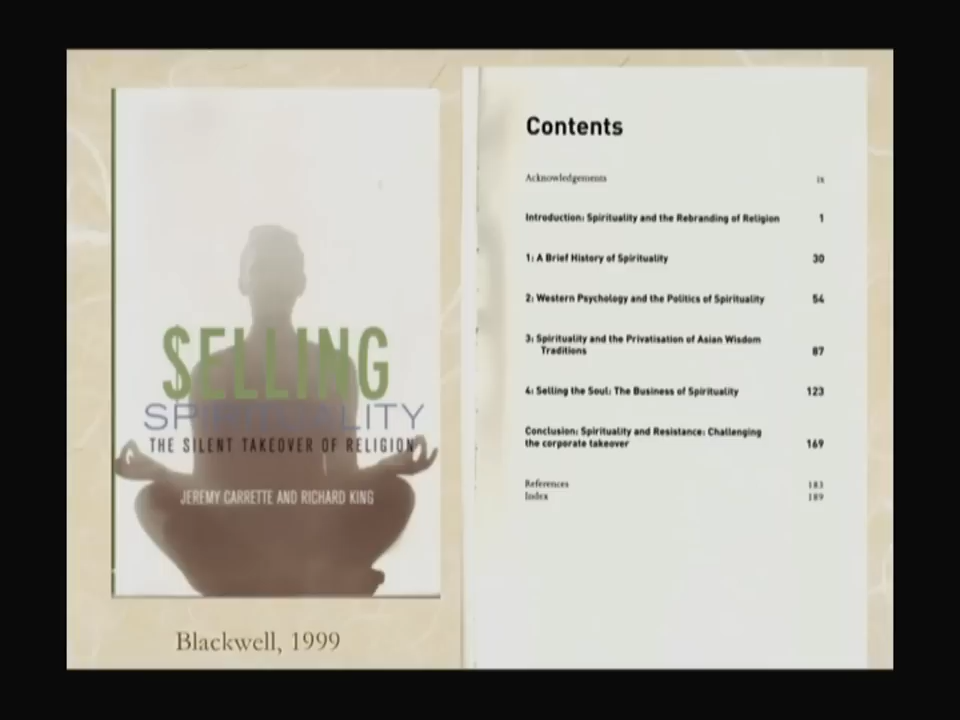 $ELLING
SPIRITUALITY
THE SILENT TAKEOVER OF RELIGION
JEREMY CARRETTE AND RICHARD KING
Blackwell, 1999
Contents
Acknowledgements ix
Introduction: Spirituality and the Rebranding of Religion 1
1: A Brief History of Spirituality 30
2: Western Psychology and the Politics of Spirituality 54
3: Spirituality and the Privatisation of Asian Wisdom
Traditions 87
4: Selling the Soul: The Business of Spirituality 123
Conclusion: Spirituality and Resistance: Challenging
the corporate takeover 169
References 183
Index 189